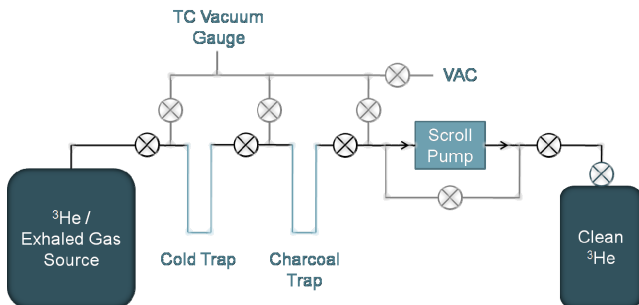 TC Vacuum
Gauge
VAC
Scroll
Pump
³He /
Exhaled Gas
Source
Cold Trap
Charcoal
Trap
Clean
³He